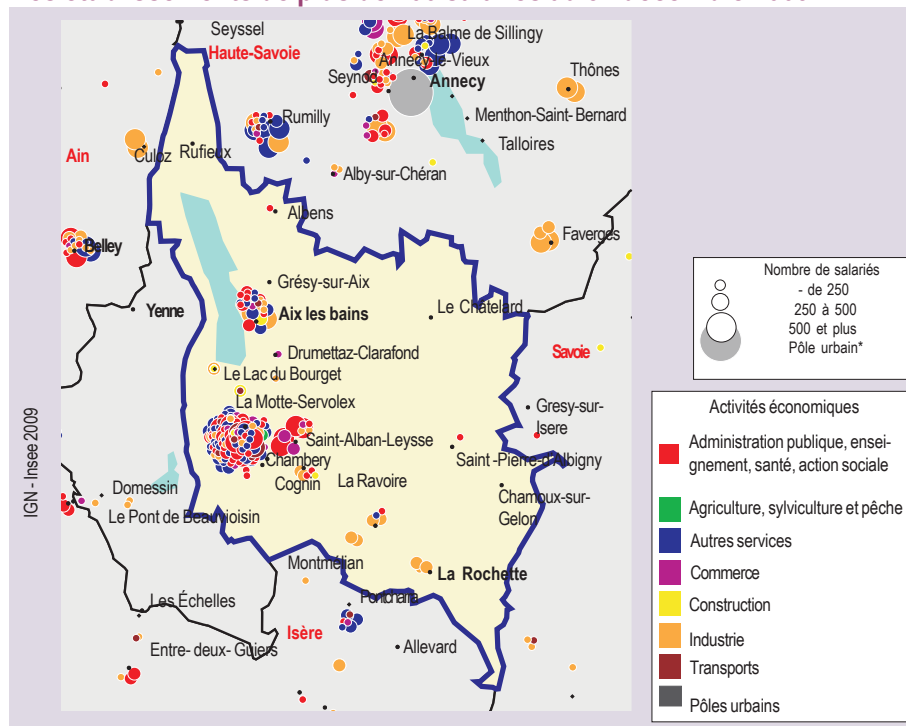 Seyssel
Haute-Savoie
La Balme de Sillingy
Annecy-le-Vieux
Seynod
Annecy
Thônes
Menthon-Saint-Bernard
Talloires
Rumilly
Ain
Culoz
Rufieux
Alby-sur-Chéran
Albens
Belley
Faverges
Grésy-sur-Aix
Yenne
Aix les bains
Le Chatelard
Savoie
Drumettaz-Clarafond
Le Lac du Bourget
La Motte-Servolex
Gresy-sur-
Isere
Saint-Alban-Leysse
Saint-Pierre-d'Albigny
Chambery
Cognin
La Ravoire
Chamoux-sur-
Gelon
Domessin
Le Pont de Beauvioisin
Montmélian
La Rochette
Les Échelles
Isère
Entre- deux- Guiers
Allevard
IGN - Insee 2009
Nombre de salariés
- de 250
250 à 500
500 et plus
Pôle urbain*
Activités économiques
Administration publique, ensei-
gnement, santé, action sociale
Agriculture, sylviculture et pêche
Autres services
Commerce
Construction
Industrie
Transports
Pôles urbains